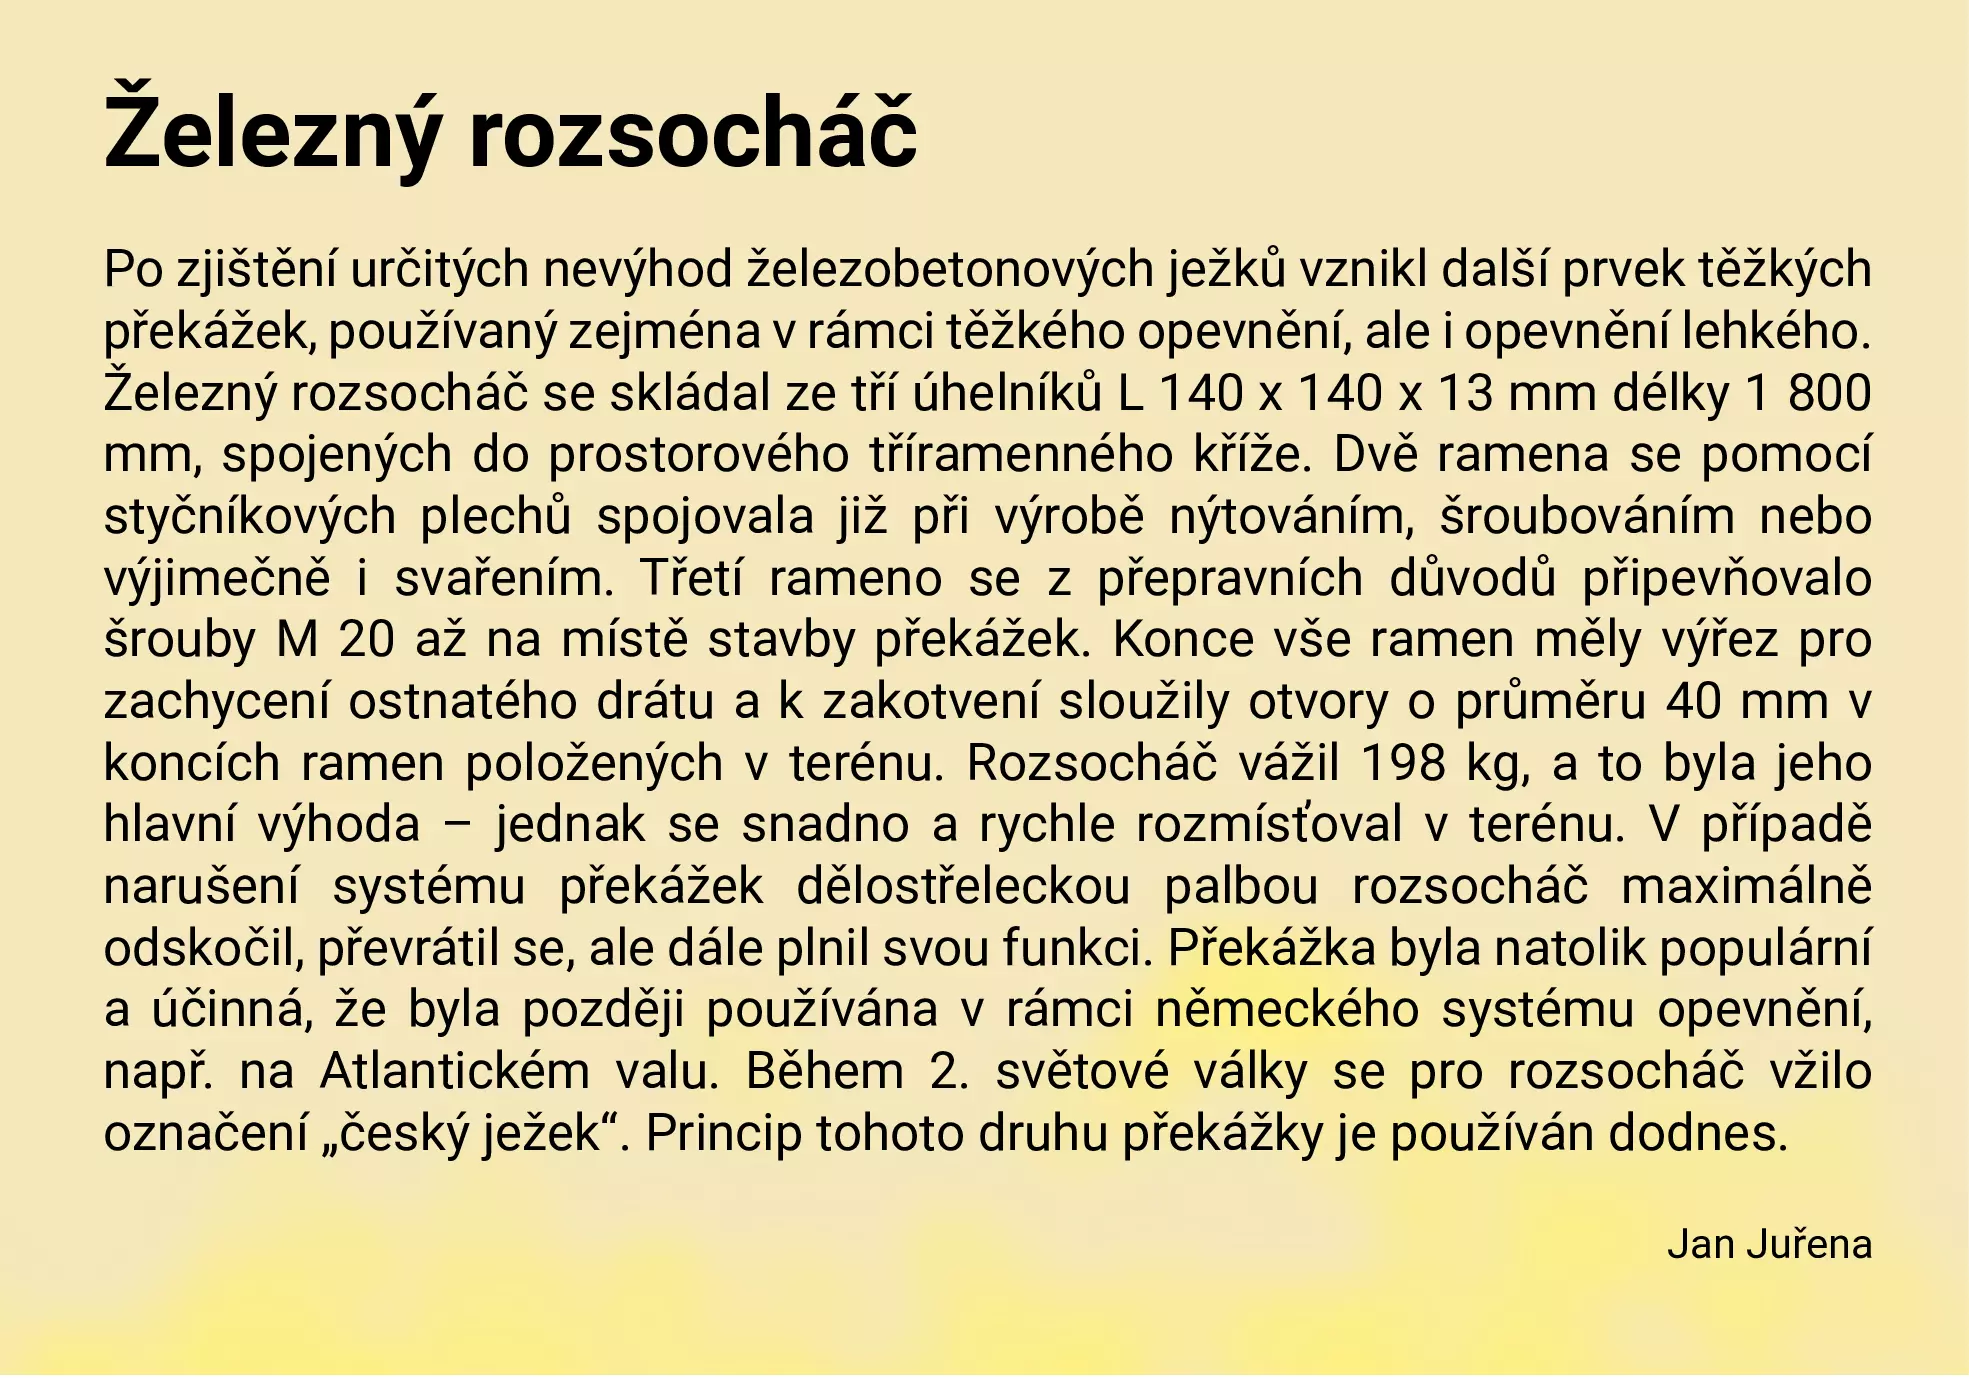 Železný rozsocháč
Po zjištění určitých nevýhod železobetonových ježků vznikl další prvek těžkých
překážek, používaný zejména v rámci těžkého opevnění, ale i opevnění lehkého.
Železný rozsocháč se skládal ze tří úhelníků L 140 x 140 x 13 mm délky 1 800
mm, spojených do prostorového tříramenného kříže. Dvě ramena se pomocí
styčníkových plechů spojovala již při výrobě nýtováním, šroubováním nebo
výjimečně i svařením. Třetí rameno se z přepravních důvodů připevňovalo
šrouby M 20 až na místě stavby překážek. Konce vše ramen měly výřez pro
zachycení ostnatého drátu a k zakotvení sloužily otvory o průměru 40 mm v
koncích ramen položených v terénu. Rozsocháč vážil 198 kg, a to byla jeho
hlavní výhoda – jednak se snadno a rychle rozmísťoval v terénu. V případě
narušení systému překážek dělostřeleckou palbou rozsocháč maximálně
odskočil, převrátil se, ale dále plnil svou funkci. Překážka byla natolik populární
a účinná, že byla později používána v rámci německého systému opevnění,
např. na Atlantickém valu. Během 2. světové války se pro rozsocháč vžilo
označení „český ježek“. Princip tohoto druhu překážky je používán dodnes.
Jan Juřena